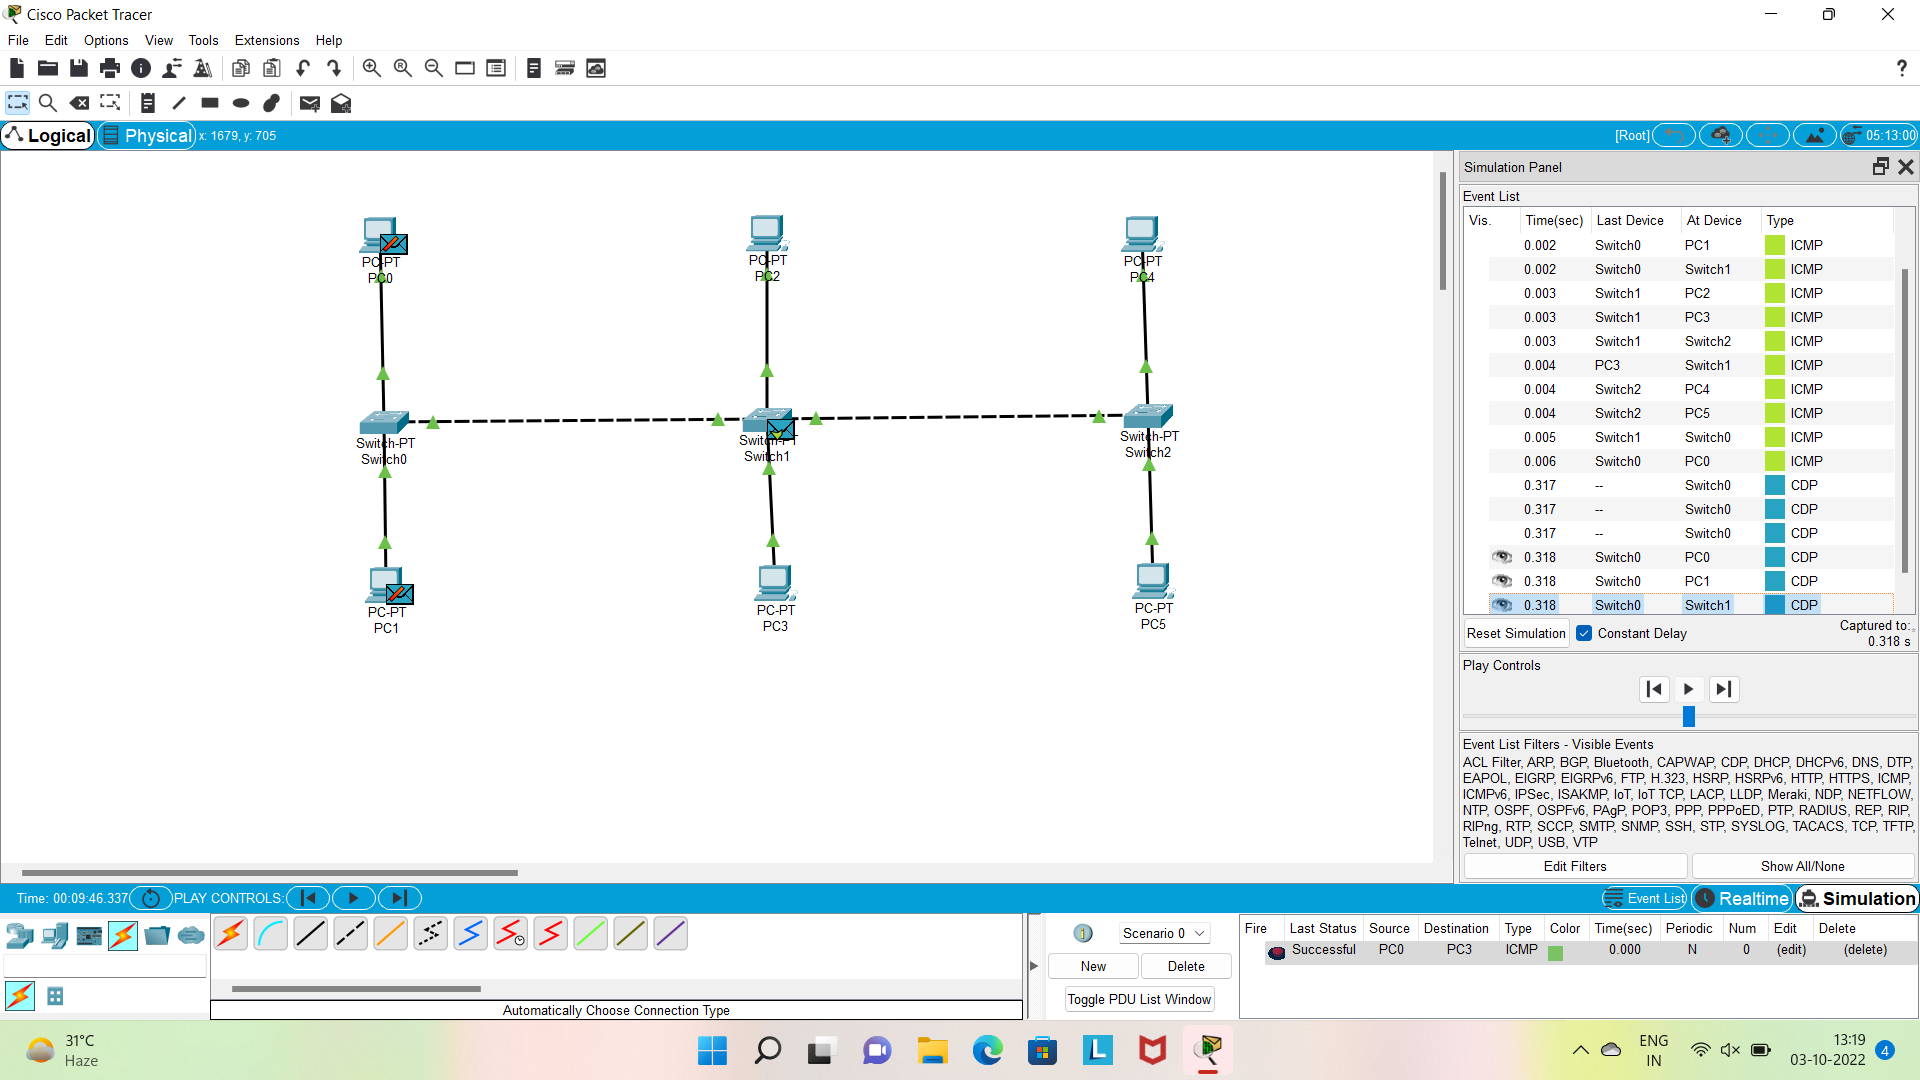 Cisco Packet Tracer
File Edit Options View Tools Extensions Help
Logical Physical x: 1679, y: 705 [Root] 05:13:00
PC-PT
PC0
PC-PT
PC2
PC-PT
PC4
Switch-PT
Switch0
Switch-PT
Switch1
Switch-PT
Switch2
PC-PT
PC1
PC-PT
PC3
PC-PT
PC5
Simulation Panel
Event List
Vis. Time(sec) Last Device At Device Type
0.002 Switch0 PC1 ICMP
0.002 Switch0 Switch1 ICMP
0.003 Switch1 PC2 ICMP
0.003 Switch1 PC3 ICMP
0.003 Switch1 Switch2 ICMP
0.004 PC3 Switch1 ICMP
0.004 Switch2 PC4 ICMP
0.004 Switch2 PC5 ICMP
0.005 Switch1 Switch0 ICMP
0.006 Switch0 PC0 ICMP
0.317 -- Switch0 CDP
0.317 -- Switch0 CDP
0.317 -- Switch0 CDP
0.318 Switch0 PC0 CDP
0.318 Switch0 PC1 CDP
0.318 Switch0 Switch1 CDP
Reset Simulation Constant Delay Captured to:
0.318 s
Play Controls
Event List Filters - Visible Events
ACL Filter, ARP, BGP, Bluetooth, CAPWAP, CDP, DHCP, DHCPv6, DNS, DTP,
EAPOL, EIGRP, EIGRPv6, FTP, H.323, HSRP, HSRPv6, HTTP, HTTPS, ICMP,
ICMPv6, IPSec, ISAKMP, IoT, IoT TCP, LACP, LLDP, Meraki, NDP, NETFLOW,
NTP, OSPF, OSPFv6, PAgP, POP3, PPP, PPPoED, PTP, RADIUS, REP, RIP,
RIPng, RTP, SCCP, SMTP, SNMP, SSH, STP, SYSLOG, TACACS, TCP, TFTP,
Telnet, UDP, USB, VTP
Edit Filters Show All/None
Time: 00:09:46.337 PLAY CONTROLS: Event List Realtime Simulation
Automatically Choose Connection Type
1 Scenario 0
New Delete
Toggle PDU List Window
Fire Last Status Source Destination Type Color Time(sec) Periodic Num Edit Delete
Successful PC0 PC3 ICMP 0.000 N 0 (edit) (delete)
31°C
Haze
ENG
IN
13:19
03-10-2022
4